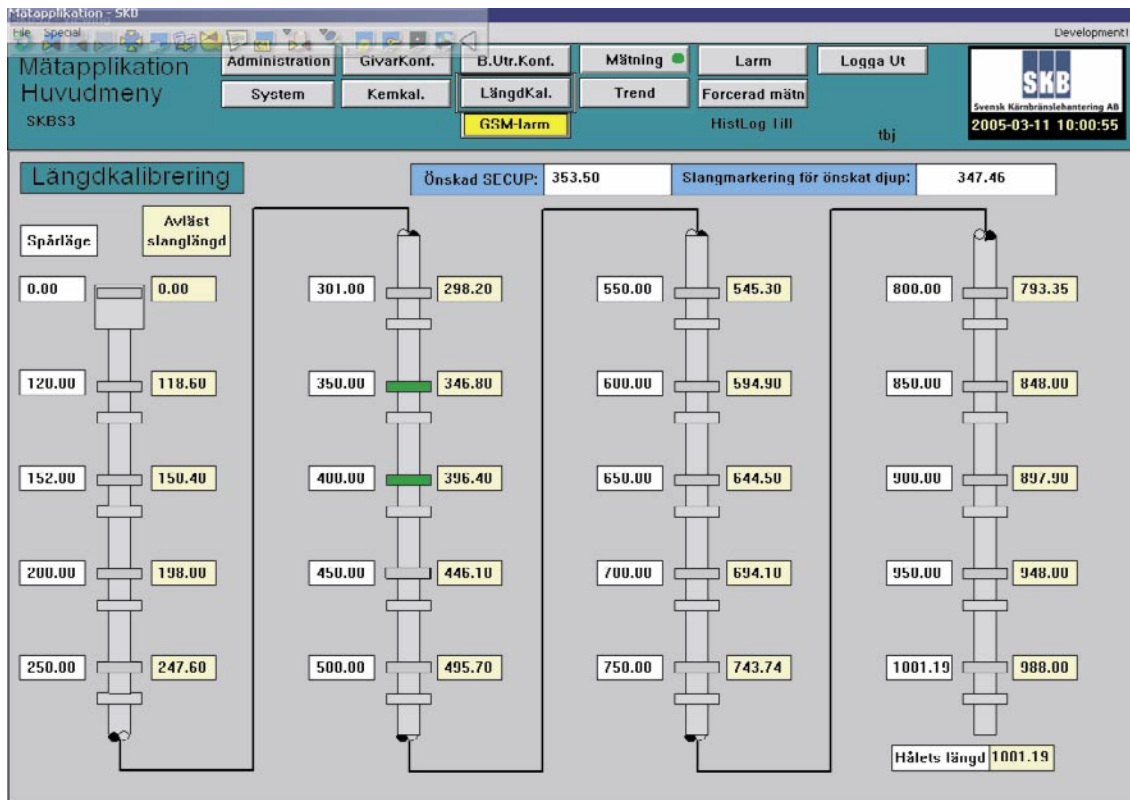 Mätapplikation - SKB
File Special
Development!
Mätapplikation
Huvudmeny
SKBS3
Administration GivarKonf. B.Utr.Konf. Mätning Larm Logga Ut
System Kemkal. LängdKal. Trend Forcerad mätn
GSM-larm HistLog Till tbj
SKB
Svensk Kärnbränslehantering AB
2005-03-11 10:00:55
Längdkalibrering
Önskad SECUP: 353.50 Slangmarkering för önskat djup: 347.46
Spårläge
Avläst
slanglängd
0.00 0.00 301.00 298.20 550.00 545.30 800.00 793.35
120.00 118.60 350.00 346.80 600.00 594.90 850.00 848.00
152.00 150.40 400.00 396.40 650.00 644.50 900.00 897.90
200.00 198.00 450.00 446.10 700.00 694.10 950.00 948.00
250.00 247.60 500.00 495.70 750.00 743.74 1001.19 988.00
Hålets längd 1001.19